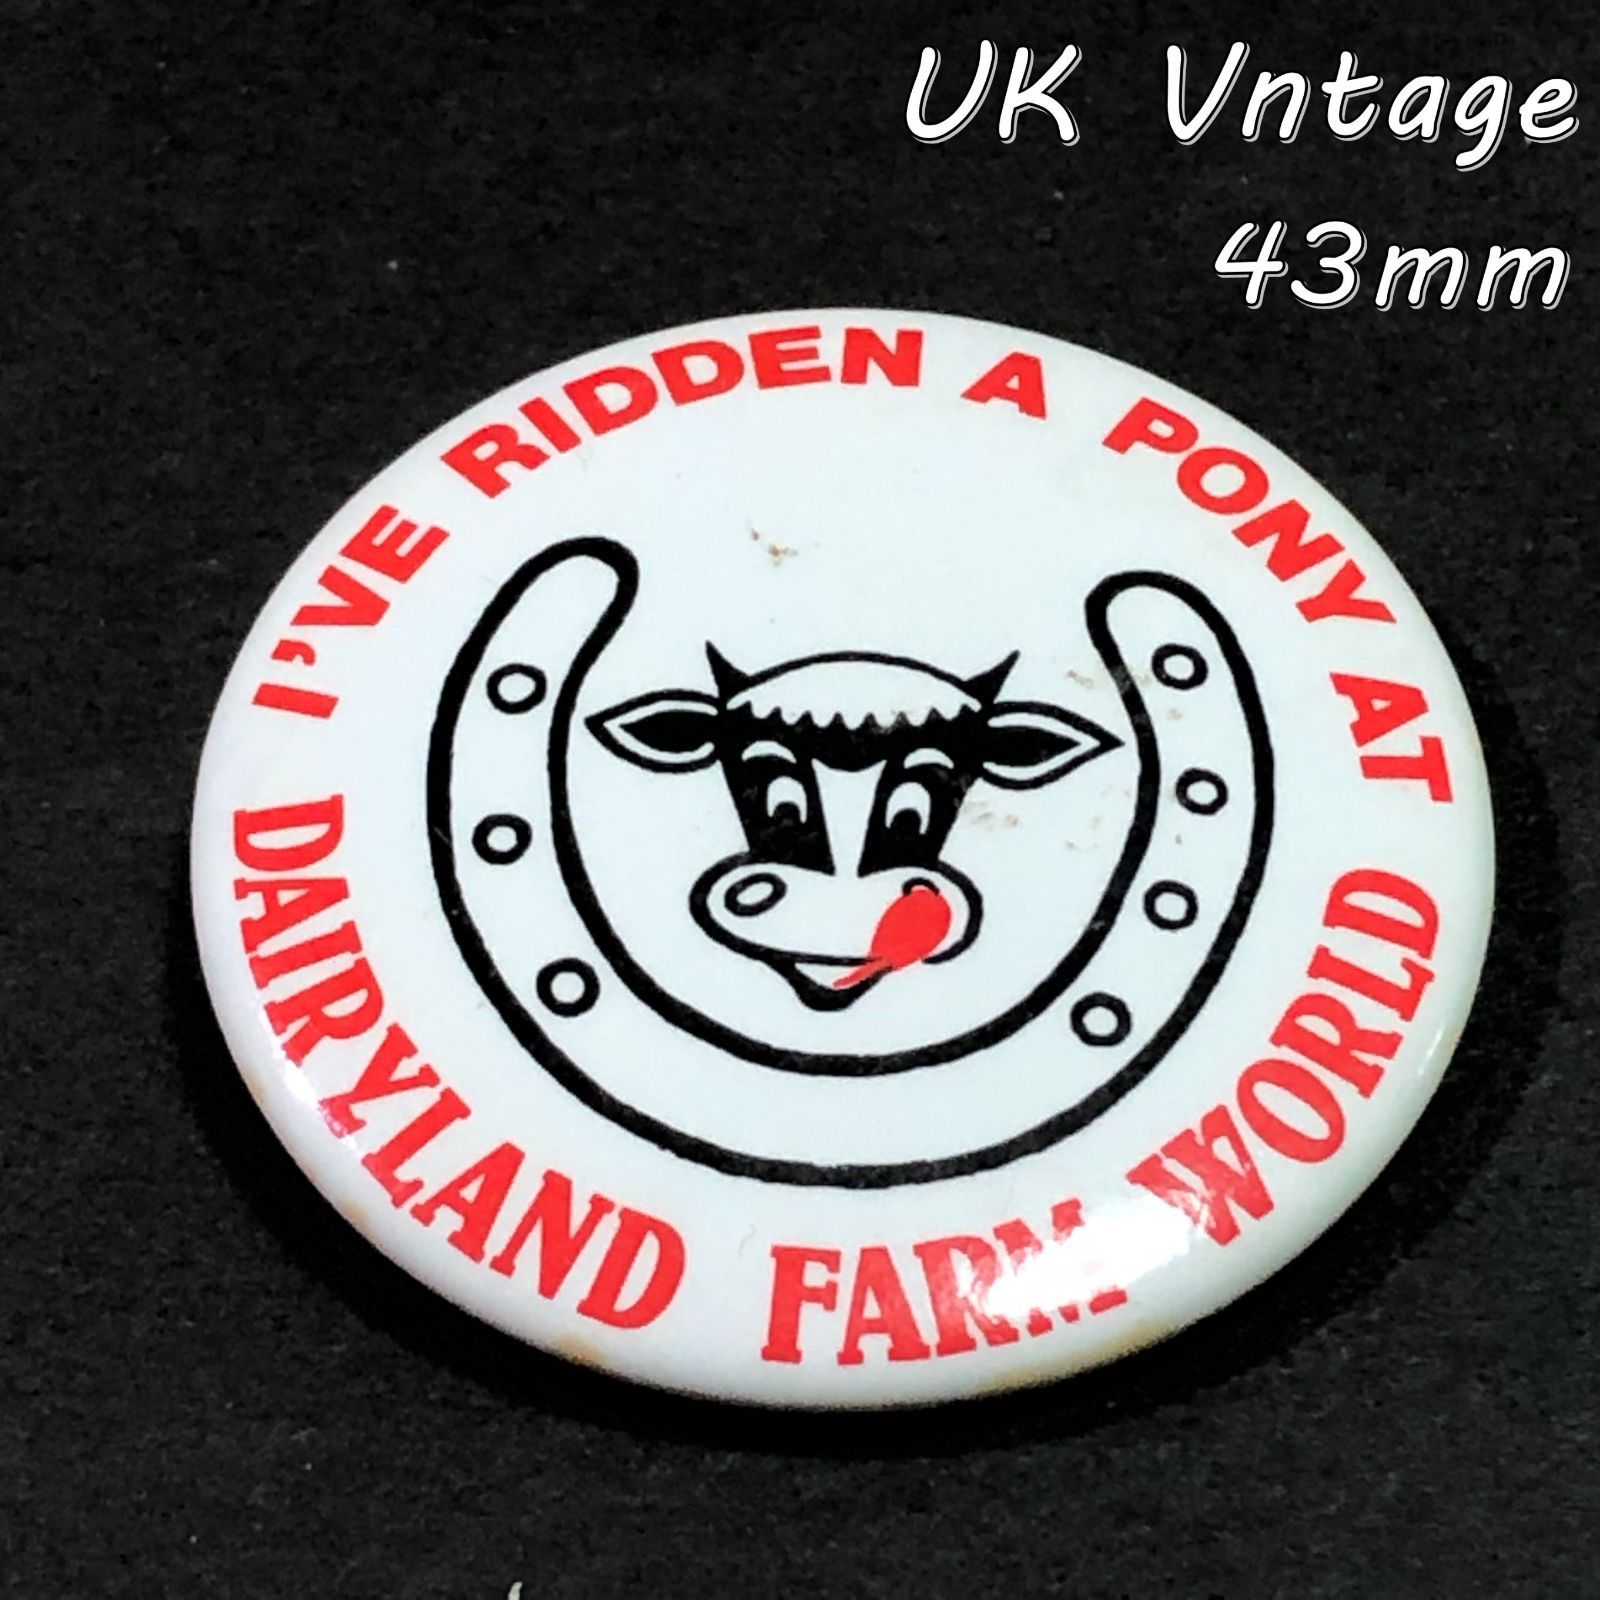 UK Vntage
43mm
I'VE RIDDEN A PONY AT
DAIRYLAND FARM WORLD